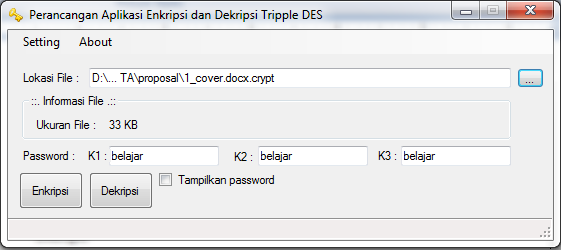 Perancangan Aplikasi Enkripsi dan Dekripsi Tripple DES
Setting About
Lokasi File : D:\... TA\proposal\1_cover.docx.crypt ...
::. Informasi File .::
Ukuran File : 33 KB
Password : K1 : belajar K2 : belajar K3 : belajar
Enkripsi Dekripsi Tampilkan password